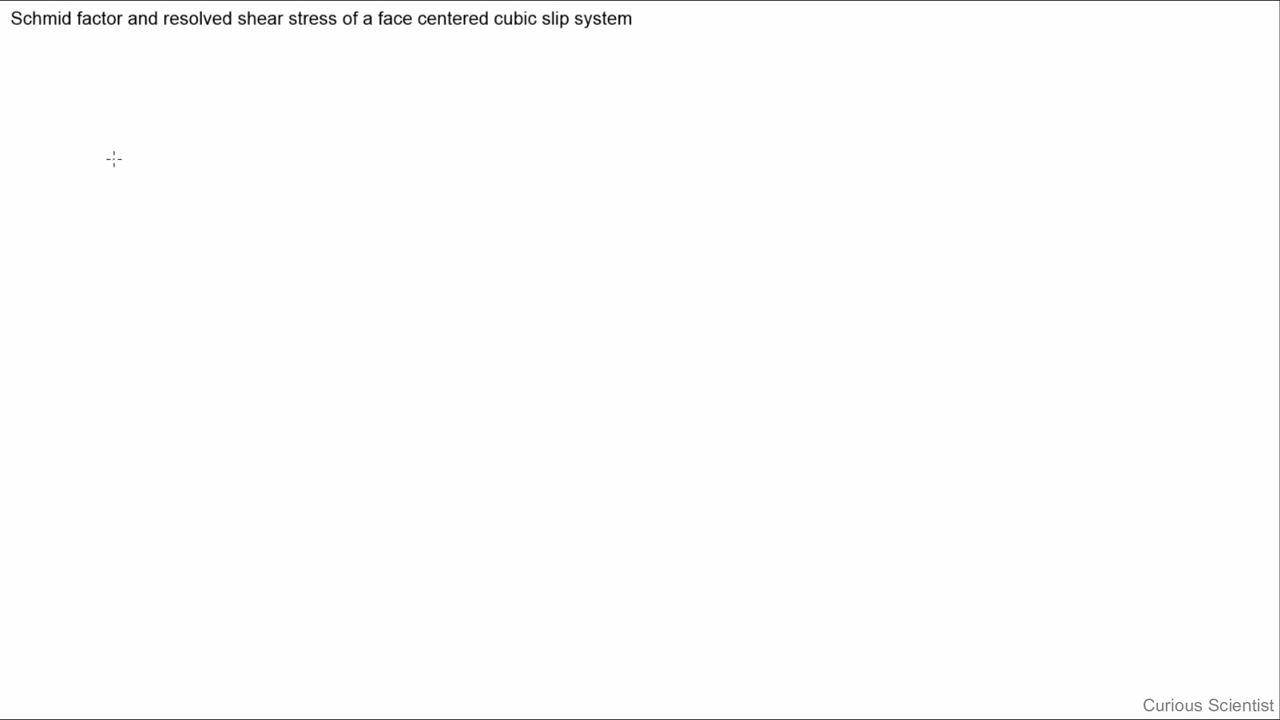 Schmid factor and resolved shear stress of a face centered cubic slip system
Curious Scientist